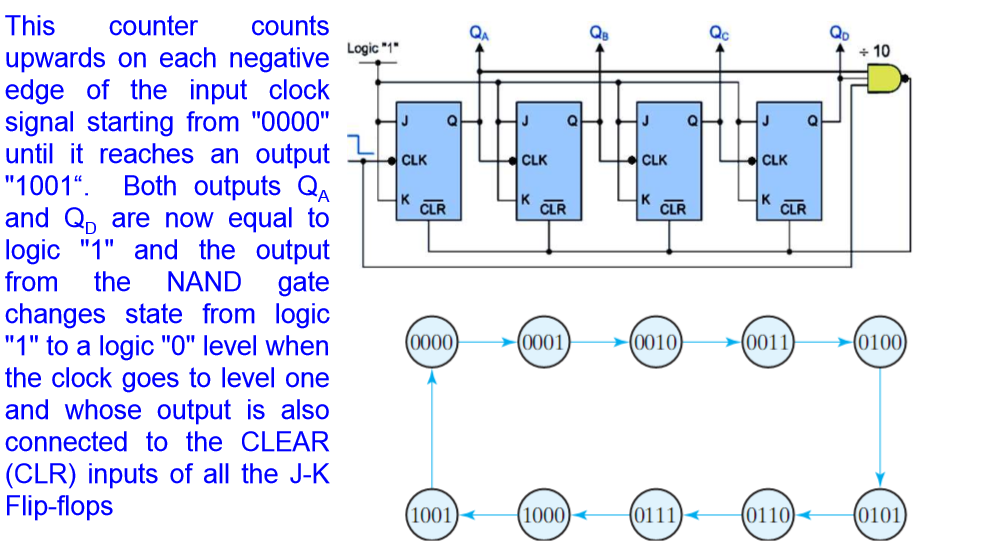 This counter counts
upwards on each negative
edge of the input clock
signal starting from "0000"
until it reaches an output
"1001“. Both outputs QA
and QD are now equal to
logic "1" and the output
from the NAND gate
changes state from logic
"1" to a logic "0" level when
the clock goes to level one
and whose output is also
connected to the CLEAR
(CLR) inputs of all the J-K
Flip-flops
Logic "1"
QA QB QC QD
÷ 10
J Q J Q J Q J Q
CLK CLK CLK CLK
K K K K
CLR CLR CLR CLR
0000 0001 0010 0011 0100
1001 1000 0111 0110 0101